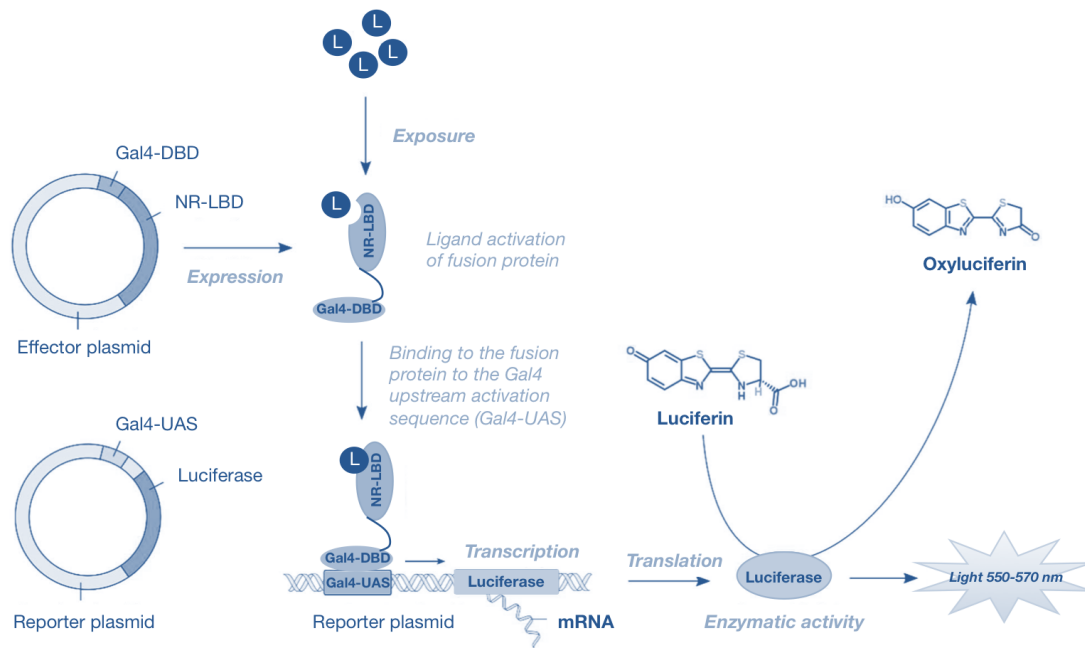 L
L
L
L
Exposure
Gal4-DBD
NR-LBD
Effector plasmid
Expression
L
NR-LBD
Gal4-DBD
Ligand activation
of fusion protein
Binding to the fusion
protein to the Gal4
upstream activation
sequence (Gal4-UAS)
Gal4-UAS
Luciferase
Reporter plasmid
L
NR-LBD
Gal4-DBD
Gal4-UAS
Transcription
Luciferase
Reporter plasmid
mRNA
Translation
O
S
N
S
N
H
H
O
OH
Luciferin
HO
S
N
S
N
O
Oxyluciferin
Luciferase
Enzymatic activity
Light 550-570 nm